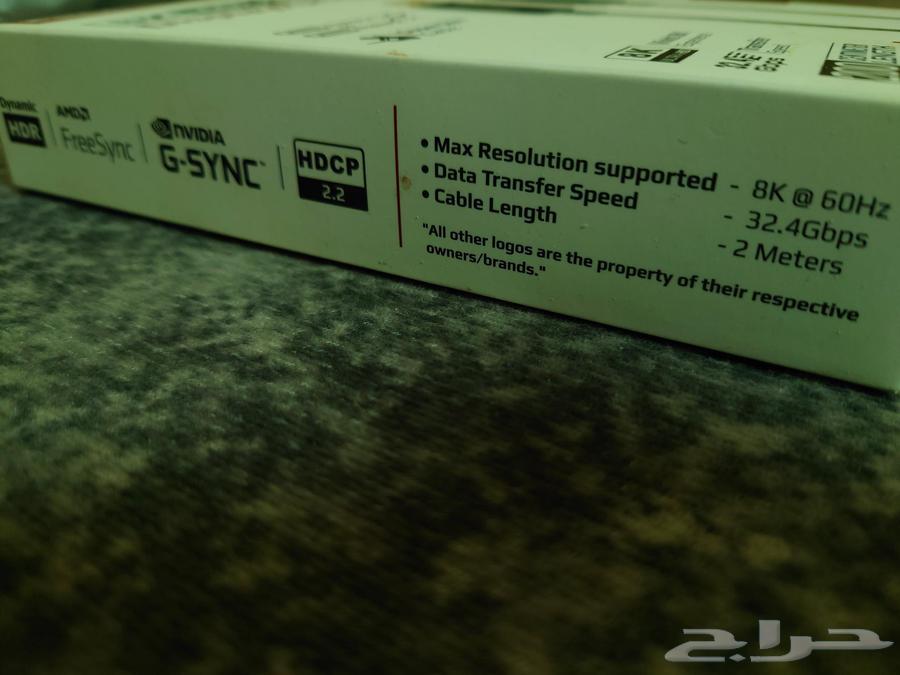 8K
Dynamic
HDR
AMD
FreeSync
NVIDIA
G-SYNC
HDCP
2.2
• Max Resolution supported - 8K @ 60Hz
• Data Transfer Speed - 32.4Gbps
• Cable Length - 2 Meters
"All other logos are the property of their respective
owners/brands."
حراج